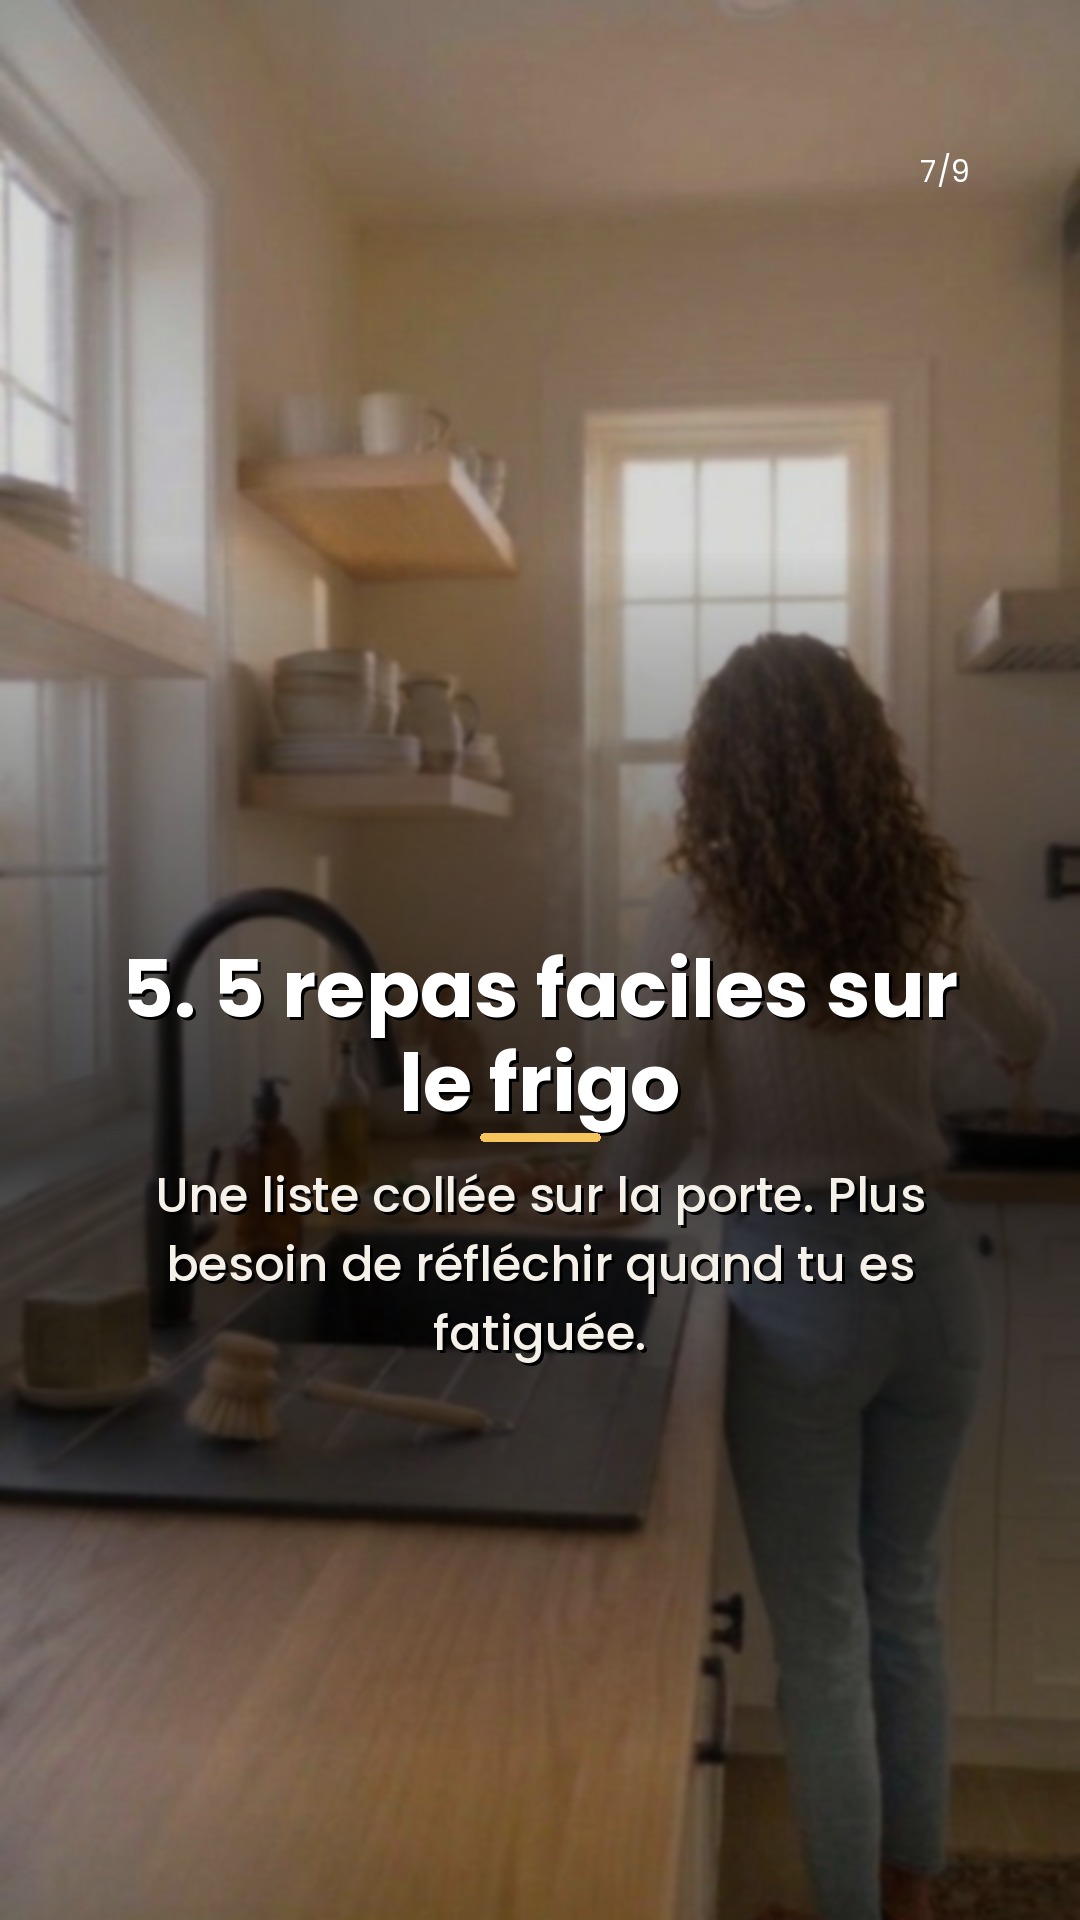 7/9
5. 5 repas faciles sur
le frigo
Une liste collée sur la porte. Plus
besoin de réfléchir quand tu es
fatiguée.